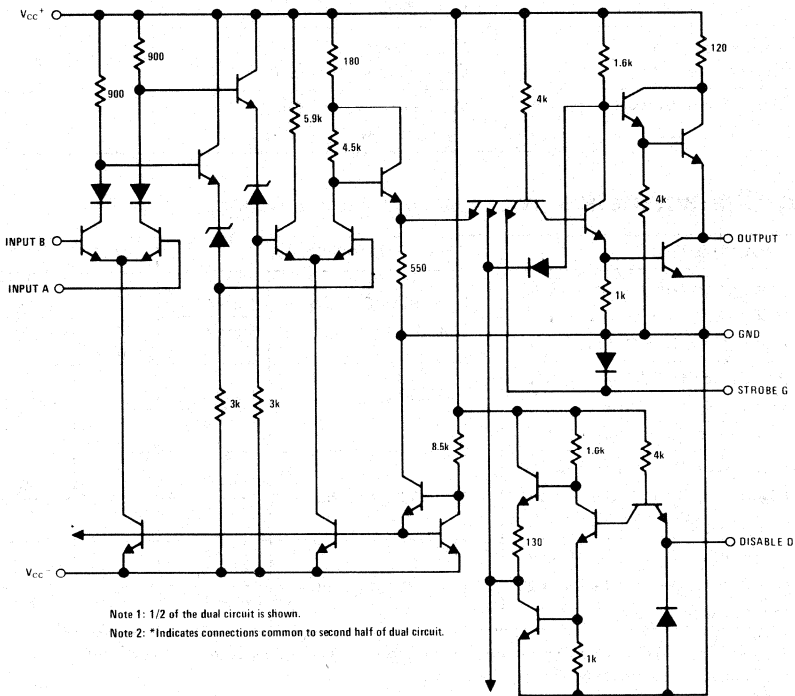 VCC+
900
900
180
5.9k
4.5k
4k
1.6k
120
4k
INPUT B
INPUT A
OUTPUT
550
1k
GND
STROBE G
3k
3k
8.5k
1.6k
4k
130
DISABLE D
VCC-
1k
Note 1: 1/2 of the dual circuit is shown.
Note 2: *Indicates connections common to second half of dual circuit.